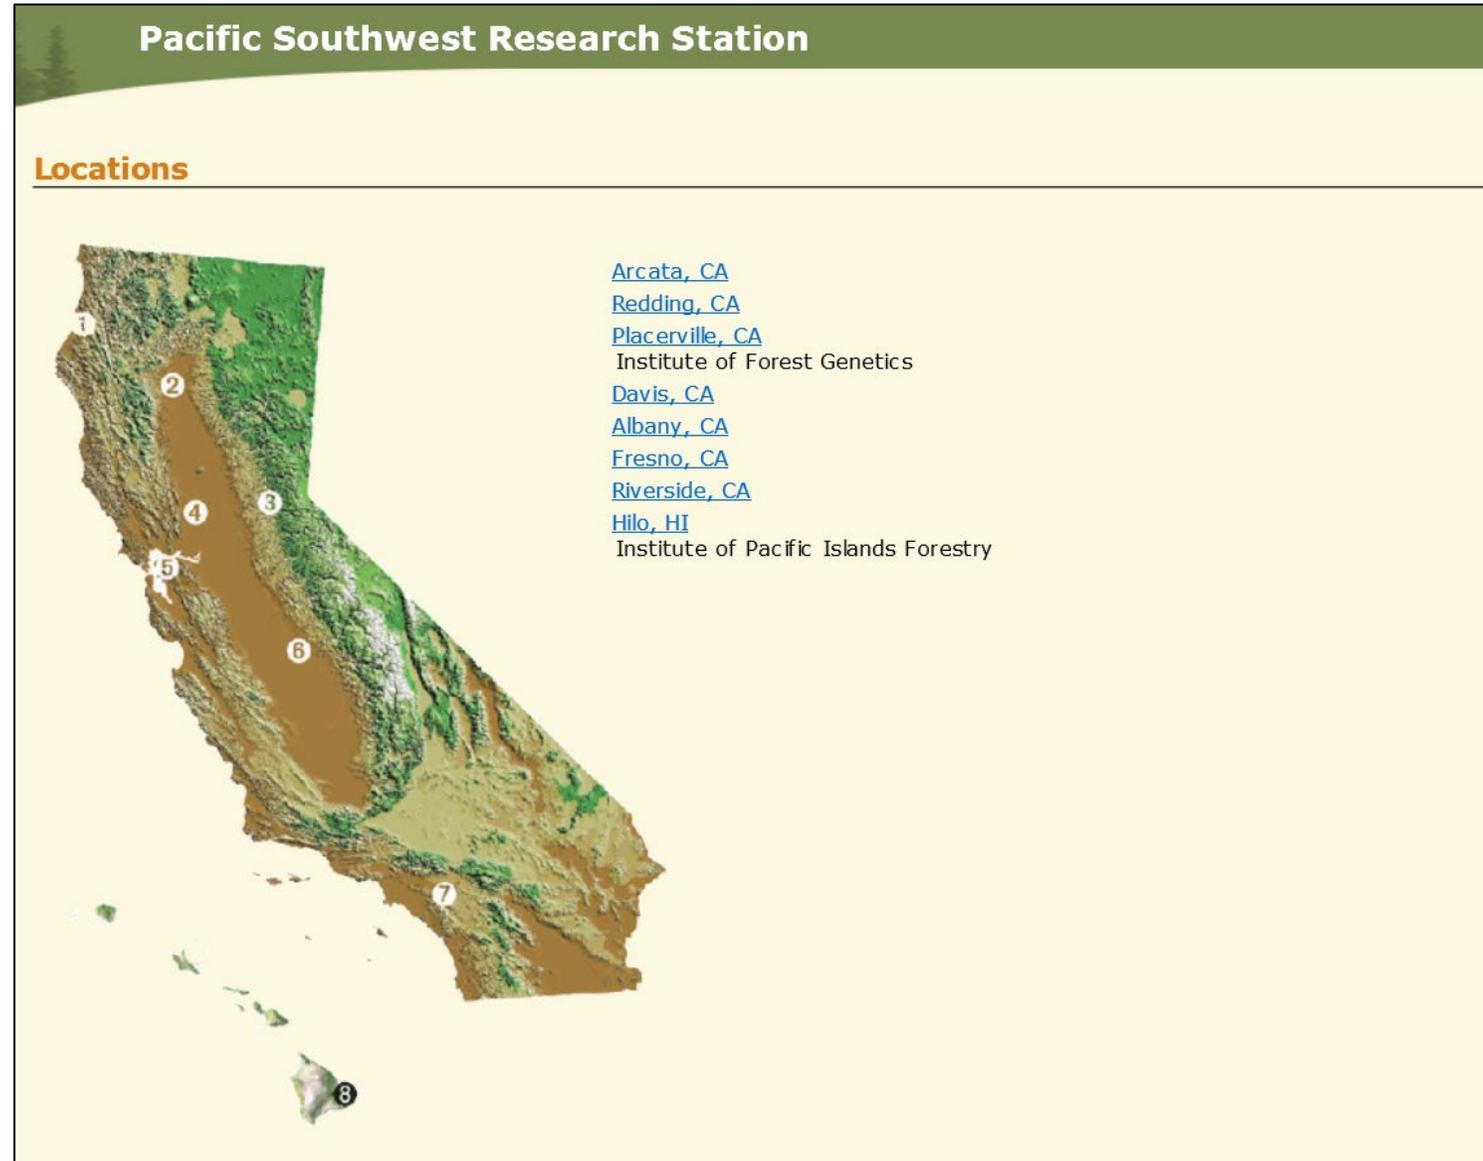 Pacific Southwest Research Station
Locations
Arcata, CA
Redding, CA
Placerville, CA
Institute of Forest Genetics
Davis, CA
Albany, CA
Fresno, CA
Riverside, CA
Hilo, HI
Institute of Pacific Islands Forestry
1
2
3
4
5
6
7
8